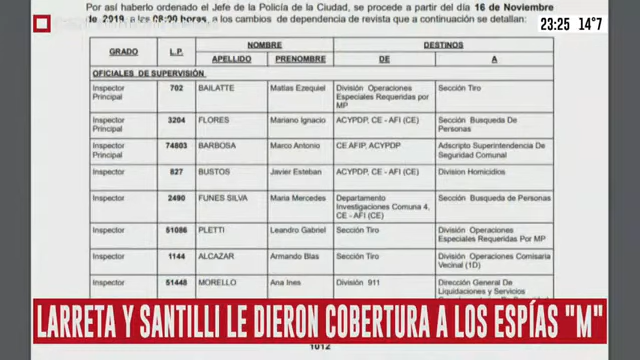 Por así haberlo ordenado el Jefe de la Policía de la Ciudad, se procede a partir del día 16 de Noviembre
de 2019, a las 08:00 horas, a los cambios de dependencia de revista que a continuación se detallan:
23:25 14°7
GRADO L.P. NOMBRE DESTINOS
APELLIDO PRENOMBRE DE A
OFICIALES DE SUPERVISIÓN
Inspector Principal 702 BAILATTE Matías Ezequiel División Operaciones Especiales Requeridas por MP Sección Tiro
Inspector Principal 3204 FLORES Mariano Ignacio ACYPDP, CE - AFI (CE) Sección Busqueda De Personas
Inspector Principal 74803 BARBOSA Marco Antonio CE AFIP, ACYPDP Adscripto Superintendencia De Seguridad Comunal
Inspector 827 BUSTOS Javier Esteban ACYPDP, CE - AFI (CE) Division Homicidios
Inspector 2490 FUNES SILVA Maria Mercedes Departamento Investigaciones Comuna 4, CE - AFI (CE) Sección Busqueda de Personas
Inspector 51086 PLETTI Leandro Gabriel Sección Tiro División Operaciones Especiales Requeridas Por MP
Inspector 1144 ALCAZAR Armando Blas Sección Tiro División Operaciones Comisaria Vecinal (1D)
Inspector 51448 MORELLO Ana Ines División 911 Dirección General De Liquidaciones y Servicios
LARRETA Y SANTILLI LE DIERON COBERTURA A LOS ESPÍAS "M"
1012